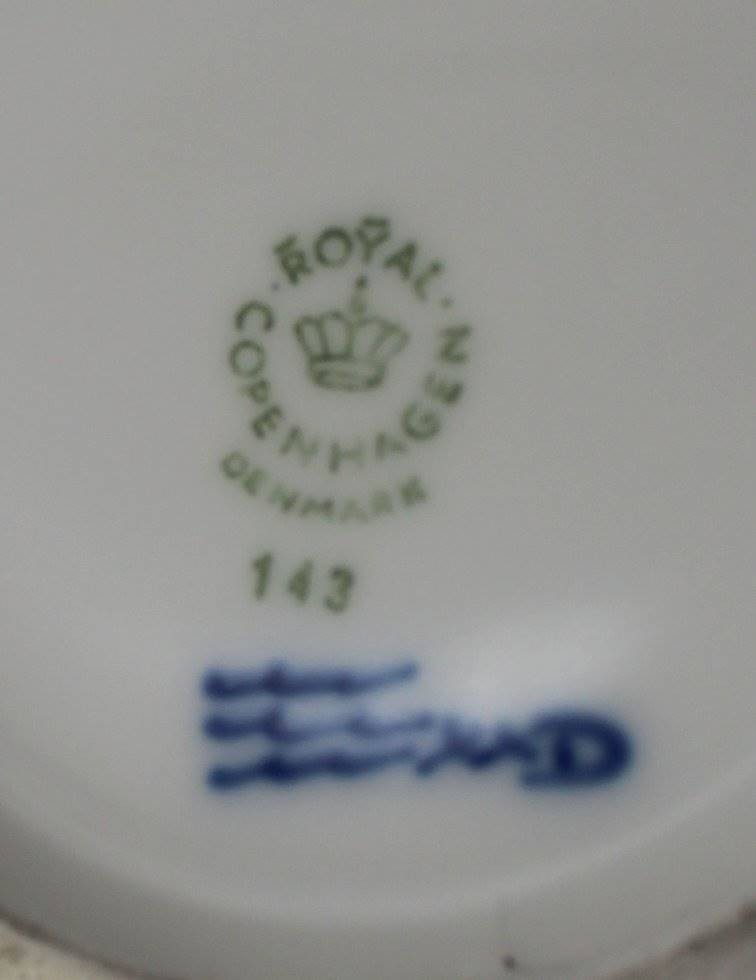 ROYAL
COPENHAGEN
DENMARK
143